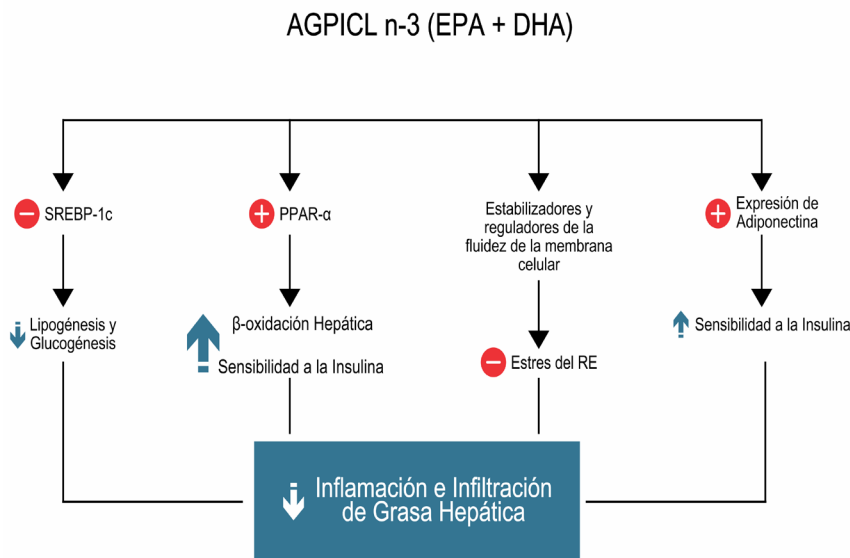 AGPICL n-3 (EPA + DHA)
SREBP-1c
PPAR-α
Estabilizadores y
reguladores de la
fluidez de la membrana
celular
Expresión de
Adiponectina
Lipogénesis y
Glucogénesis
β-oxidación Hepática
Sensibilidad a la Insulina
Estres del RE
Sensibilidad a la Insulina
Inflamación e Infiltración
de Grasa Hepática